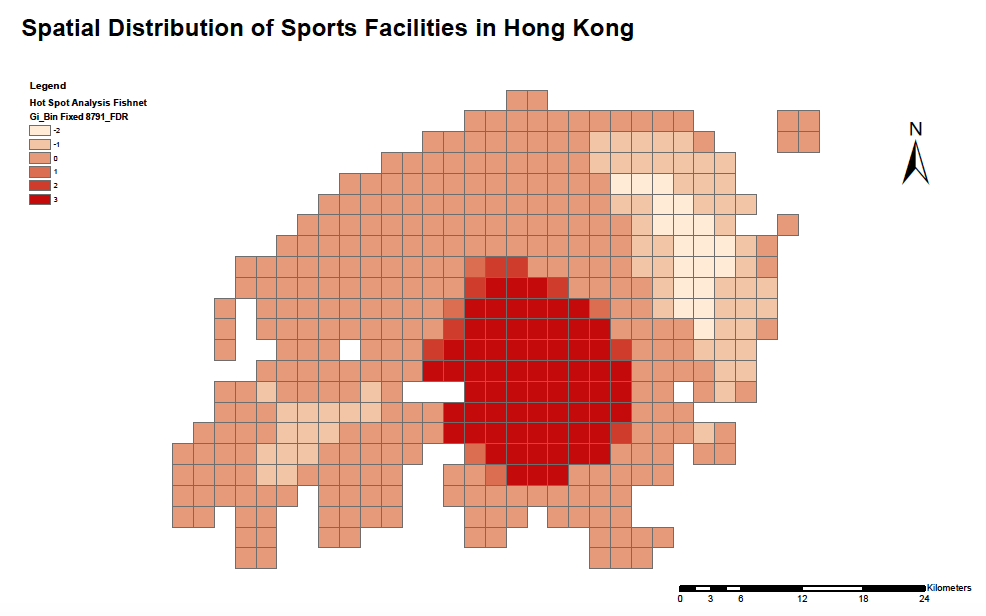 Spatial Distribution of Sports Facilities in Hong Kong
Legend
Hot Spot Analysis Fishnet
Gi_Bin Fixed 8791_FDR
-2
-1
0
1
2
3
N
Kilometers
0 3 6 12 18 24